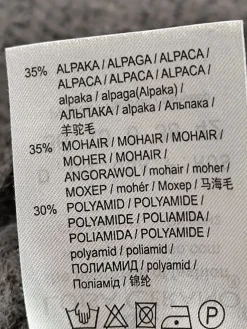 35% ALPAKA / ALPAGA / ALPACA /
ALPACA / ALPACA / ALPACA /
alpaka / alpaga(Alpaka) /
АЛЬПАКА / alpaka / Альпака /
羊驼毛
35% MOHAIR / MOHAIR / MOHAIR /
MOHER / MOHAIR /
ANGORAWOL / mohair / moher /
МОХЕР / mohér / Мохер / 马海毛
30% POLYAMID / POLYAMIDE /
POLYAMIDE / POLIAMIDA /
POLIAMIDA / POLYAMIDE /
polyamid / poliamid /
ПОЛИАМИД / polyamid /
Поліамід / 锦纶
P